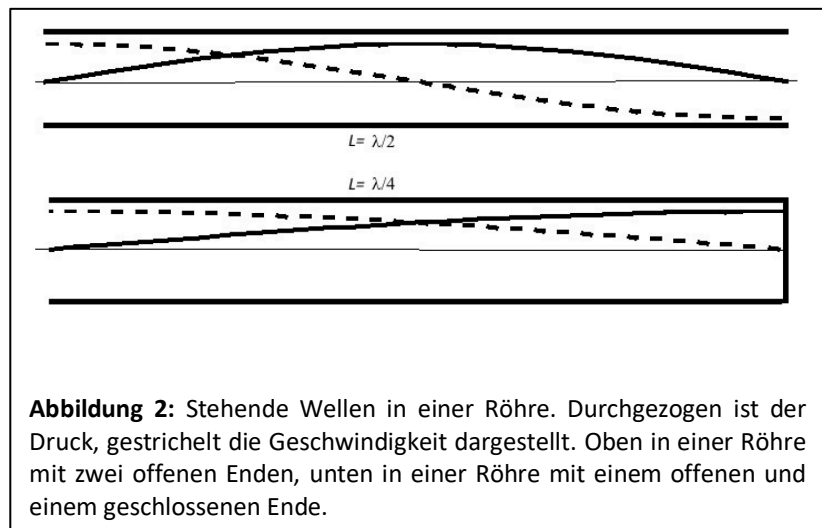 L= λ/2
L= λ/4
Abbildung 2: Stehende Wellen in einer Röhre. Durchgezogen ist der
Druck, gestrichelt die Geschwindigkeit dargestellt. Oben in einer Röhre
mit zwei offenen Enden, unten in einer Röhre mit einem offenen und
einem geschlossenen Ende.